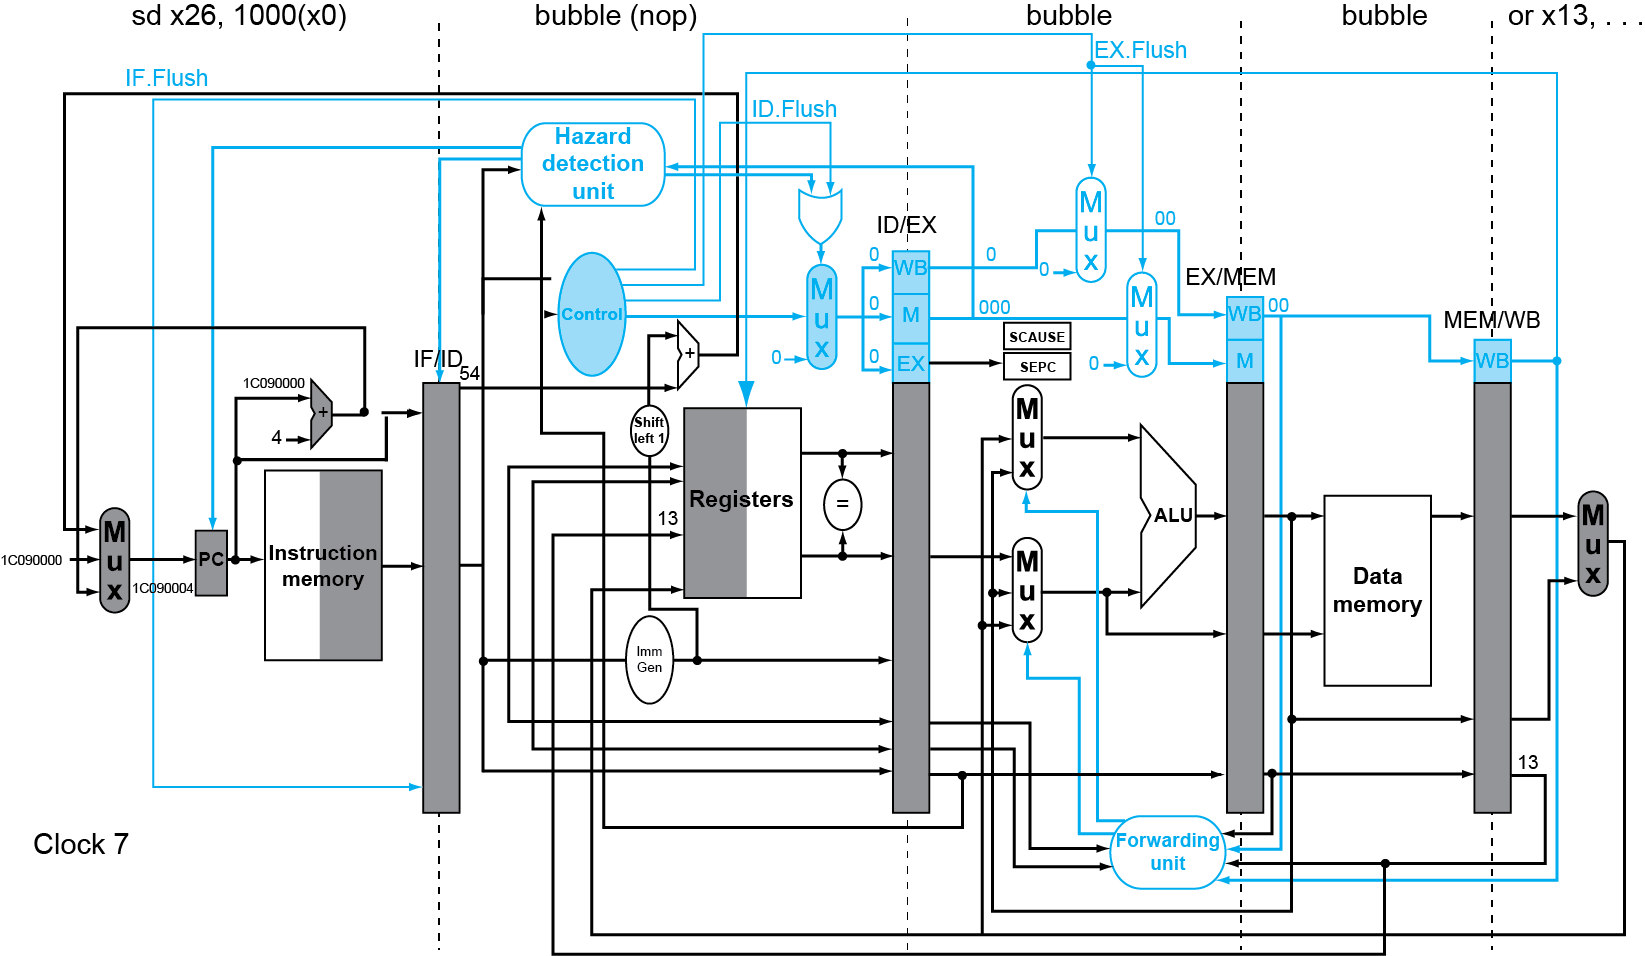 sd x26, 1000(x0)
bubble (nop)
bubble
bubble
or x13, . . .
EX.Flush
IF.Flush
ID.Flush
Hazard
detection
unit
M
u
x
00
ID/EX
0
WB
0
0
0
M
000
0
EX
EX/MEM
WB
00
M
Control
M
u
x
0
M
u
x
0
SCAUSE
SEPC
MEM/WB
WB
IF/ID
54
+
1C090000
+
4
Shift
left 1
M
u
x
Registers
13
=
ALU
M
u
x
1C090000
1C090004
PC
Instruction
memory
M
u
x
Data
memory
M
u
x
Imm
Gen
13
Forwarding
unit
Clock 7